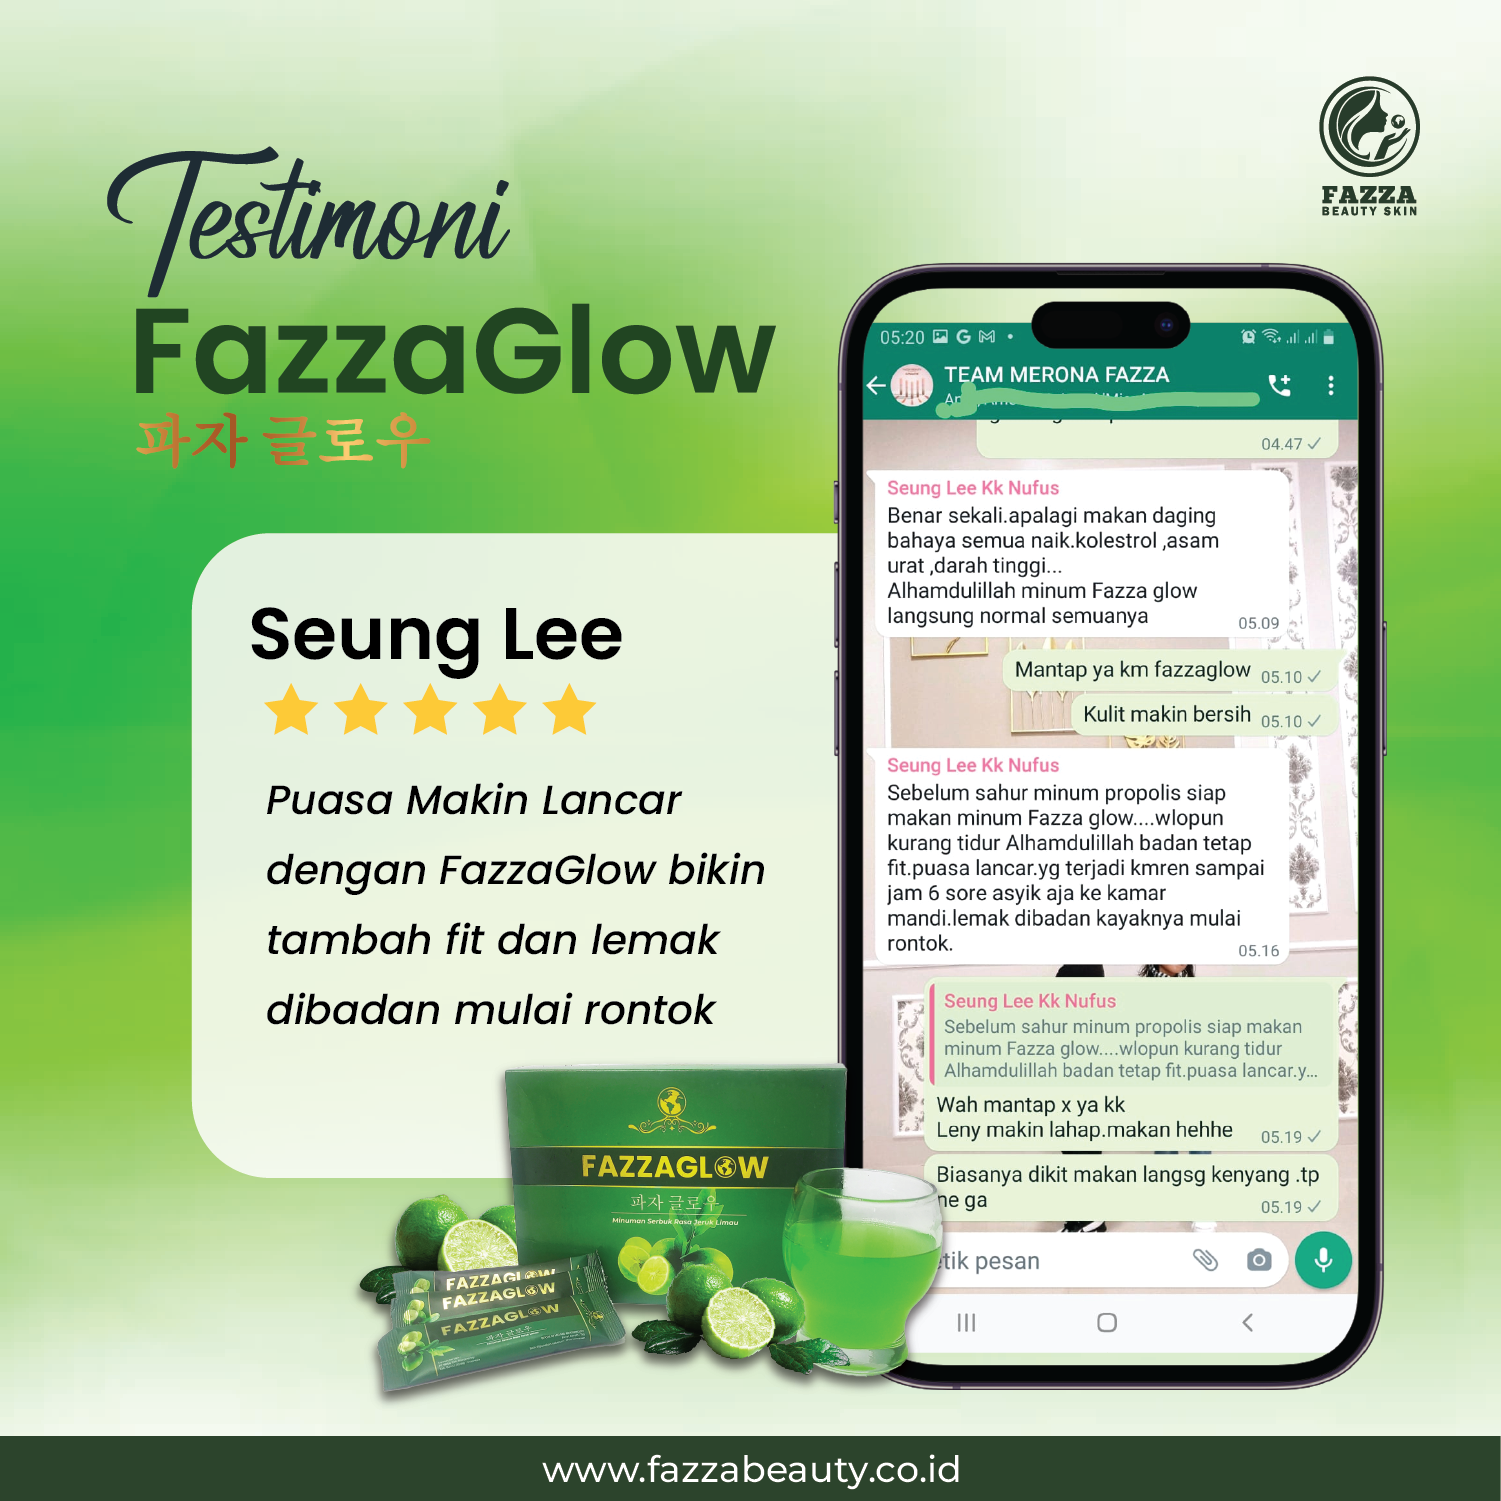 FAZZA
BEAUTY SKIN
Testimoni
FazzaGlow
파자 글로우
Seung Lee
Puasa Makin Lancar
dengan FazzaGlow bikin
tambah fit dan lemak
dibadan mulai rontok
05:20
TEAM MERONA FAZZA
04.47
Seung Lee Kk Nufus
Benar sekali.apalagi makan daging
bahaya semua naik.kolestrol ,asam
urat ,darah tinggi...
Alhamdulillah minum Fazza glow
langsung normal semuanya
05.09
Mantap ya km fazzaglow 05.10
Kulit makin bersih 05.10
Seung Lee Kk Nufus
Sebelum sahur minum propolis siap
makan minum Fazza glow....wlopun
kurang tidur Alhamdulillah badan tetap
fit.puasa lancar.yg terjadi kmren sampai
jam 6 sore asyik aja ke kamar
mandi.lemak dibadan kayaknya mulai
rontok.
05.16
Seung Lee Kk Nufus
Sebelum sahur minum propolis siap makan
minum Fazza glow....wlopun kurang tidur
Alhamdulillah badan tetap fit.puasa lancar.y...
Wah mantap x ya kk
Leny makin lahap.makan hehhe 05.19
Biasanya dikit makan langsg kenyang .tp
ne ga 05.19
etik pesan
FAZZAGLOW
파자 글로우
Minuman Serbuk Rasa Jeruk Limau
FAZZAGLOW
FAZZAGLOW
FAZZAGLOW
파자 글로우
www.fazzabeauty.co.id